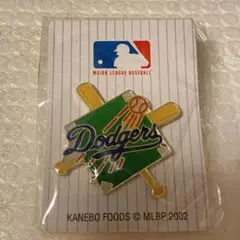 MAJOR LEAGUE BASEBALL
Dodgers
KANEBO FOODS © MLBP 2002